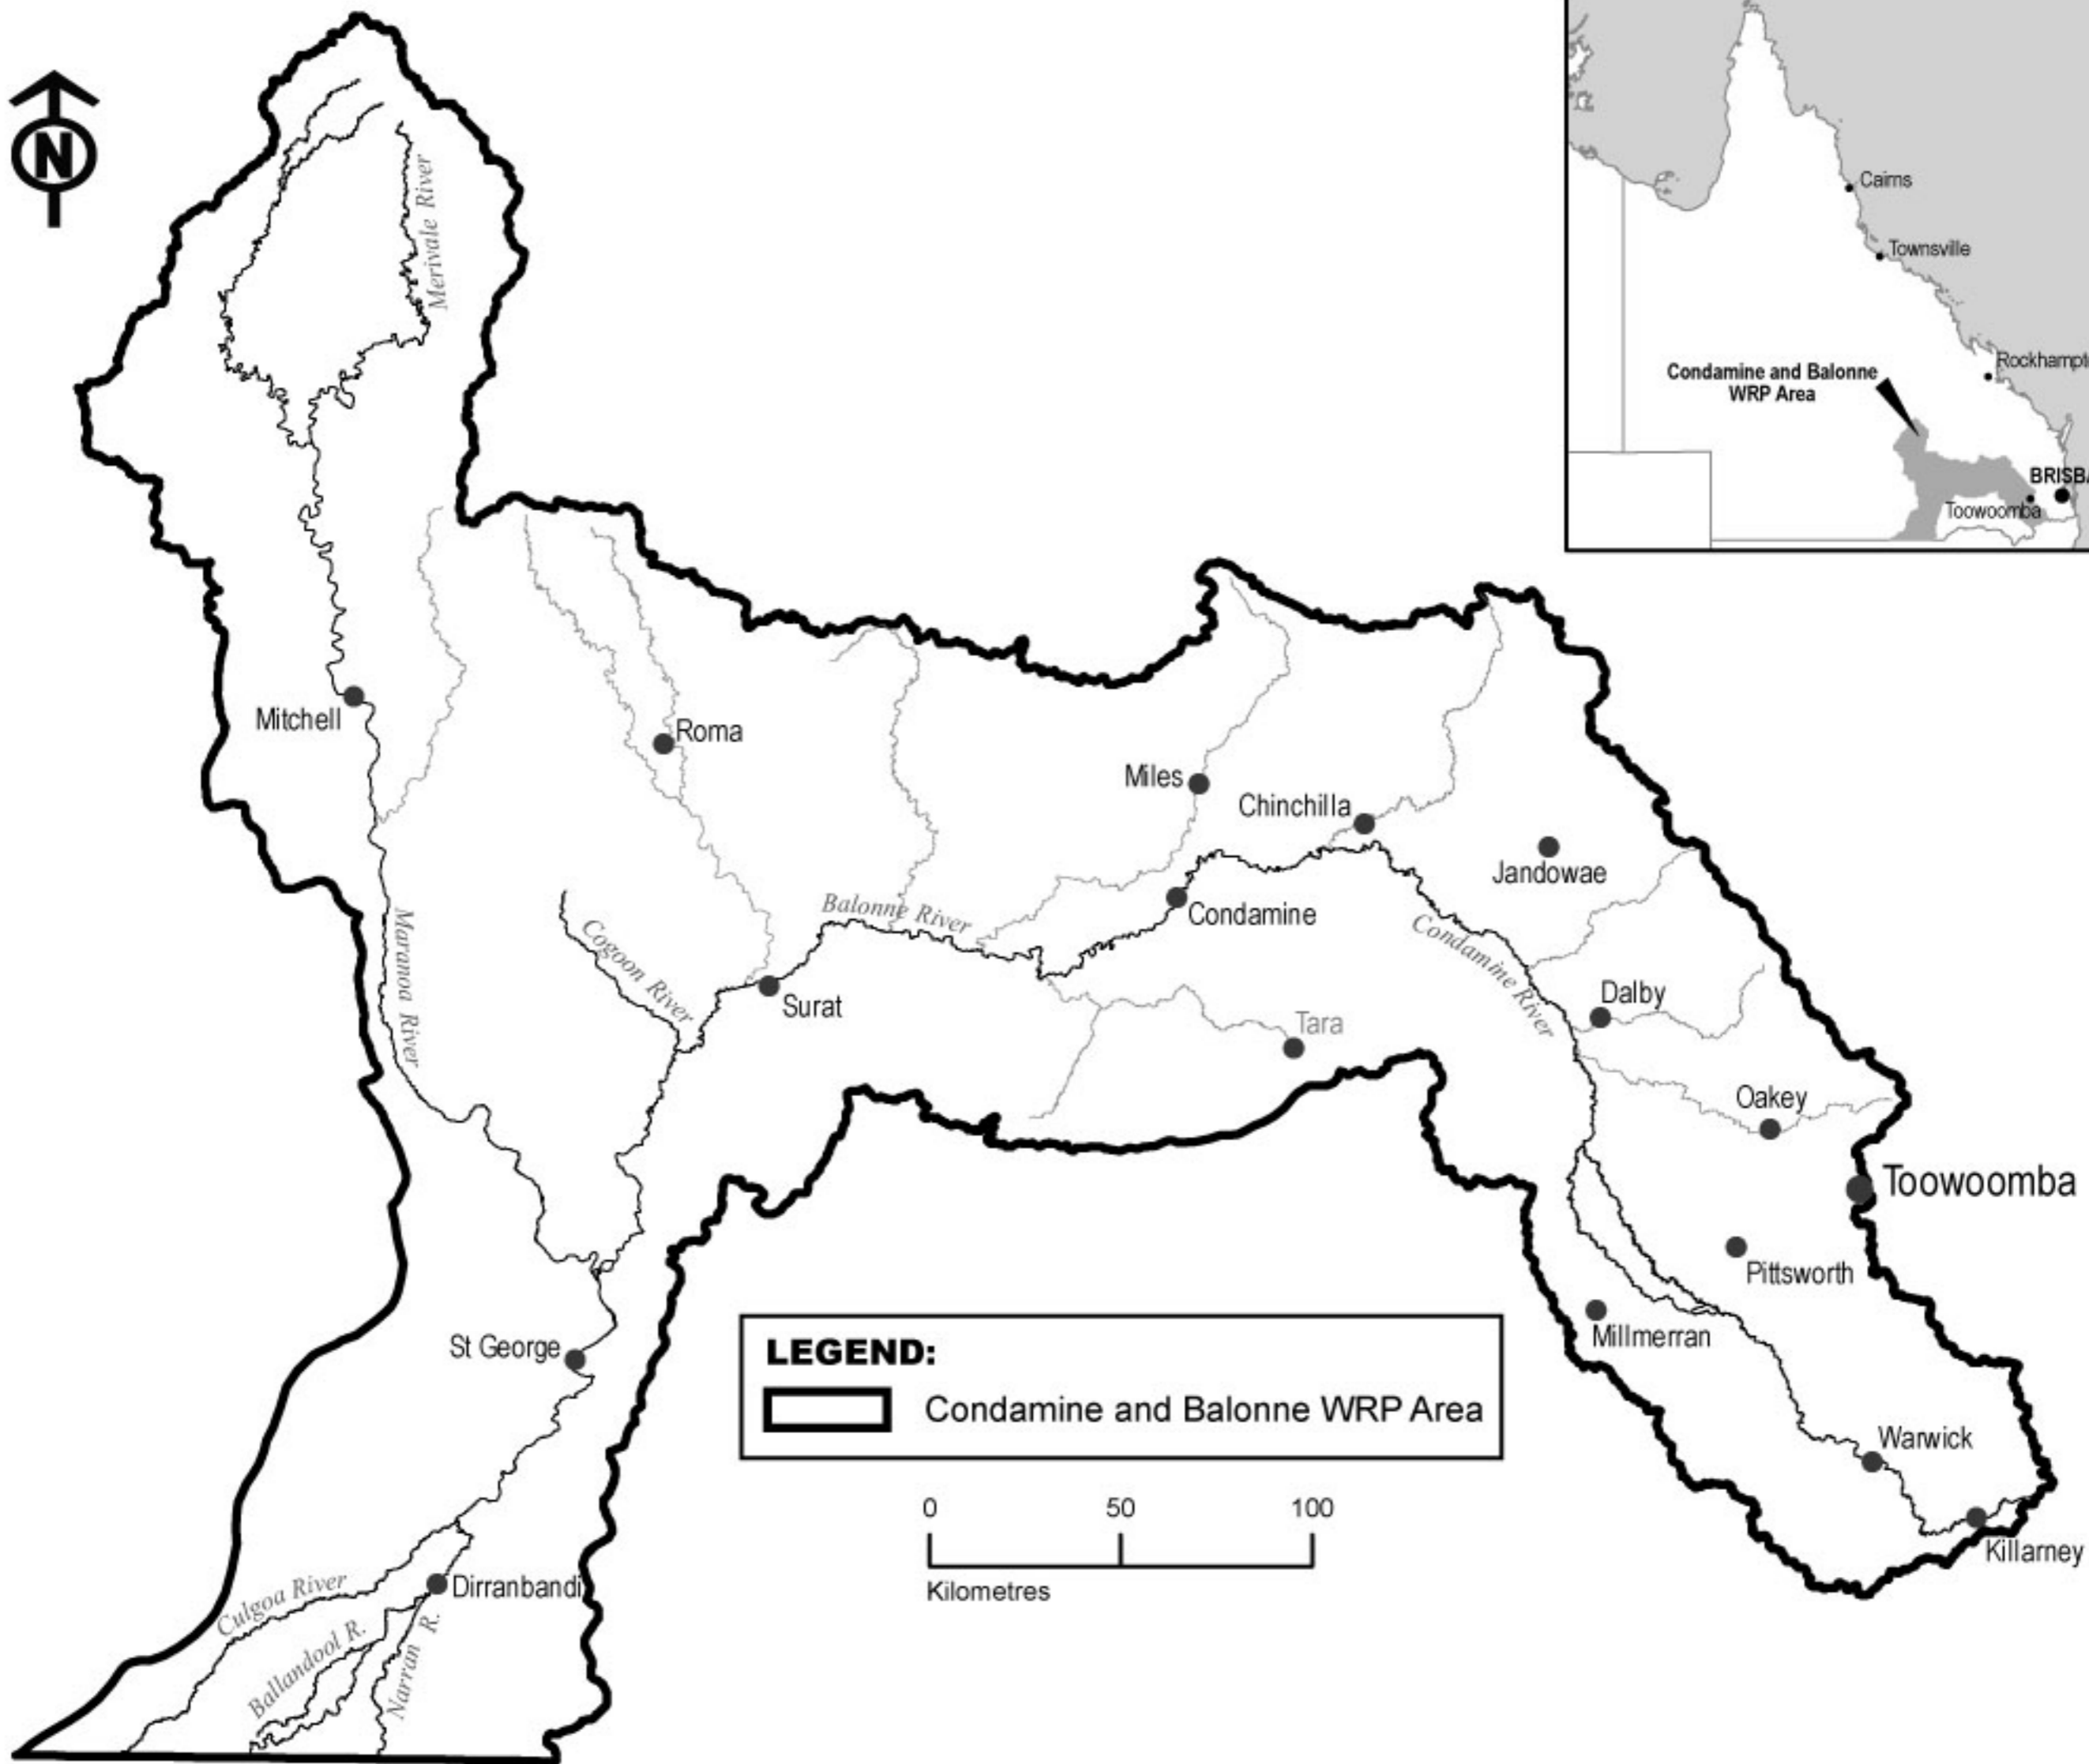 N
Merivale River
Cairns
Townsville
Condamine and Balonne
WRP Area
Rockhampt
BRISBA
Toowoomba
Mitchell
Roma
Miles
Chinchilla
Jandowae
Maranoa River
Cogoon River
Balonne River
Condamine
Condamine River
Surat
Dalby
Tara
Oakey
Toowoomba
Pittsworth
Millmerran
St George
LEGEND:
Condamine and Balonne WRP Area
Warwick
0 50 100
Kilometres
Killarney
Culgoa River
Dirranbandi
Ballandool R.
Narran R.